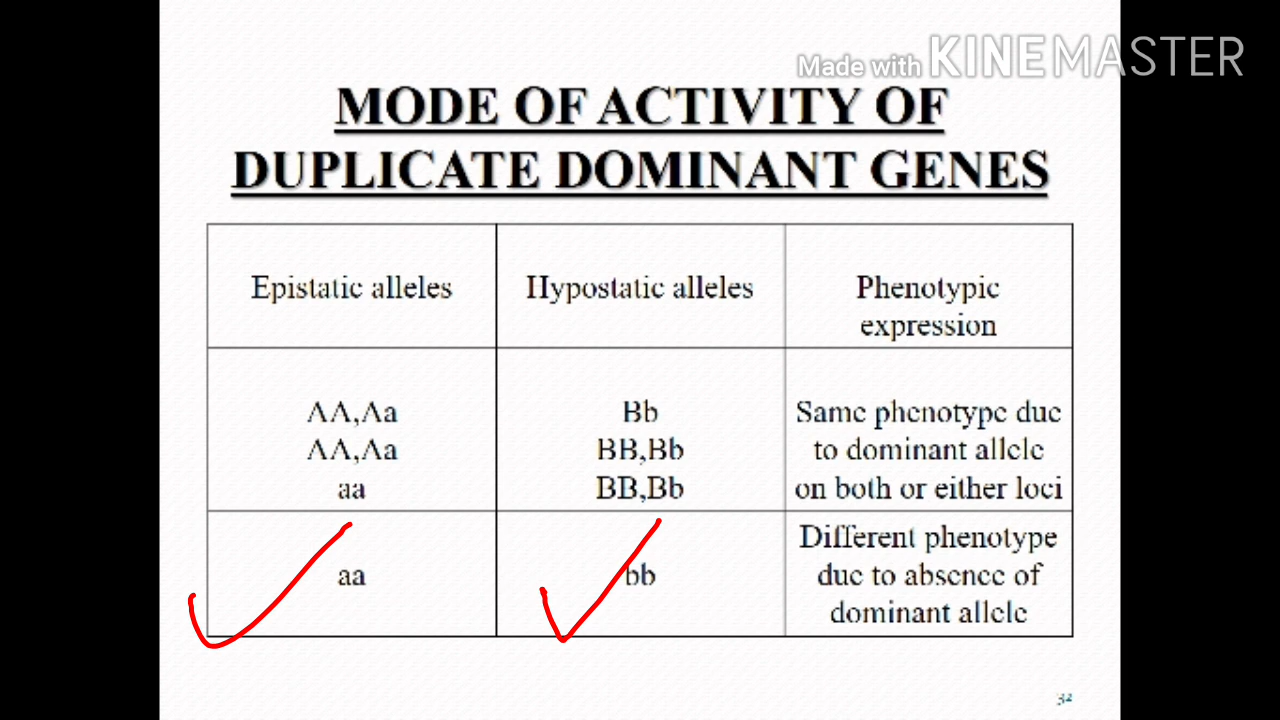 Made with KINEMASTER
MODE OF ACTIVITY OF
DUPLICATE DOMINANT GENES
Epistatic alleles
Hypostatic alleles
Phenotypic
expression
AA,Aa
AA,Aa
aa
Bb
BB,Bb
BB,Bb
Same phenotype due
to dominant allele
on both or either loci
aa
bb
Different phenotype
due to absence of
dominant allele
32